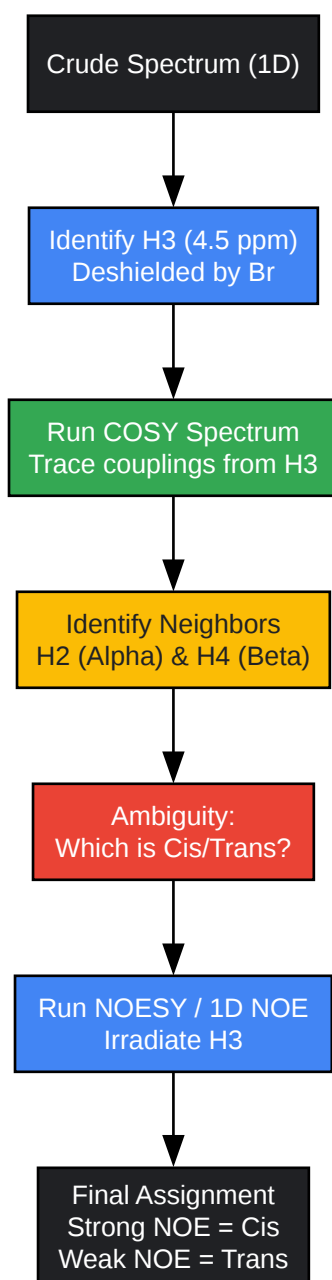 Crude Spectrum (1D)
Identify H3 (4.5 ppm)
Deshielded by Br
Run COSY Spectrum
Trace couplings from H3
Identify Neighbors
H2 (Alpha) & H4 (Beta)
Ambiguity:
Which is Cis/Trans?
Run NOESY / 1D NOE
Irradiate H3
Final Assignment
Strong NOE = Cis
Weak NOE = Trans